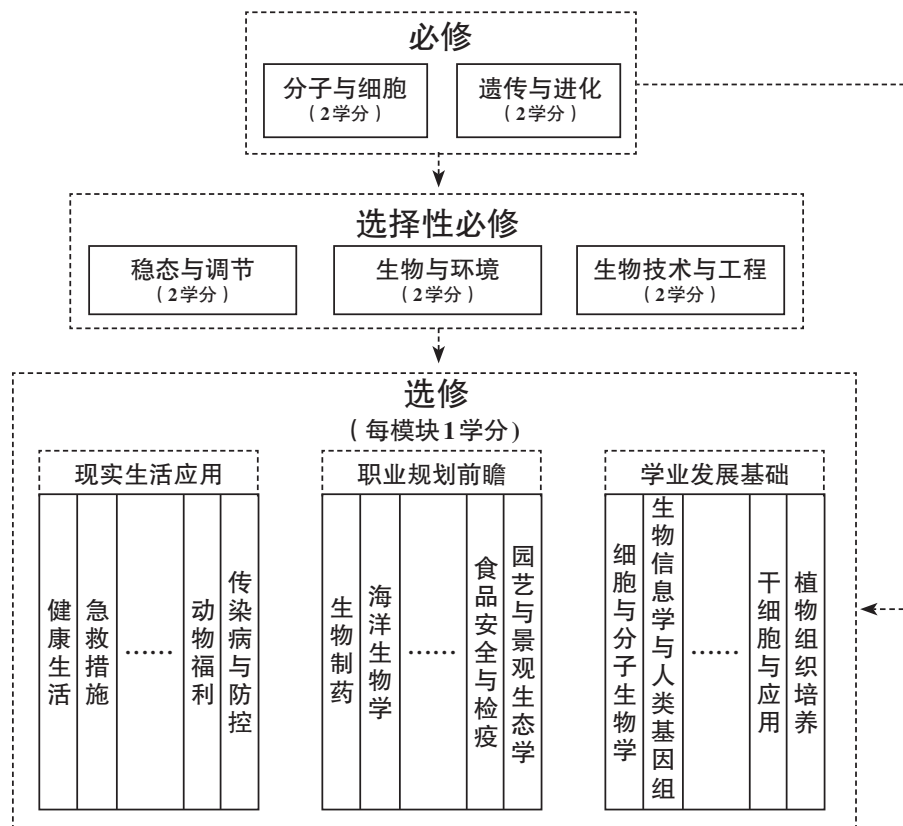 必修
分子与细胞
（2学分）
遗传与进化
（2学分）
选择性必修
稳态与调节
（2学分）
生物与环境
（2学分）
生物技术与工程
（2学分）
选修
（每模块1学分）
现实生活应用
健康生活
急救措施
……
动物福利
传染病与防控
职业规划前瞻
生物制药
海洋生物学
……
食品安全与检疫
园艺与景观生态学
学业发展基础
细胞与分子生物学
生物信息学与人类基因组
……
干细胞与应用
植物组织培养